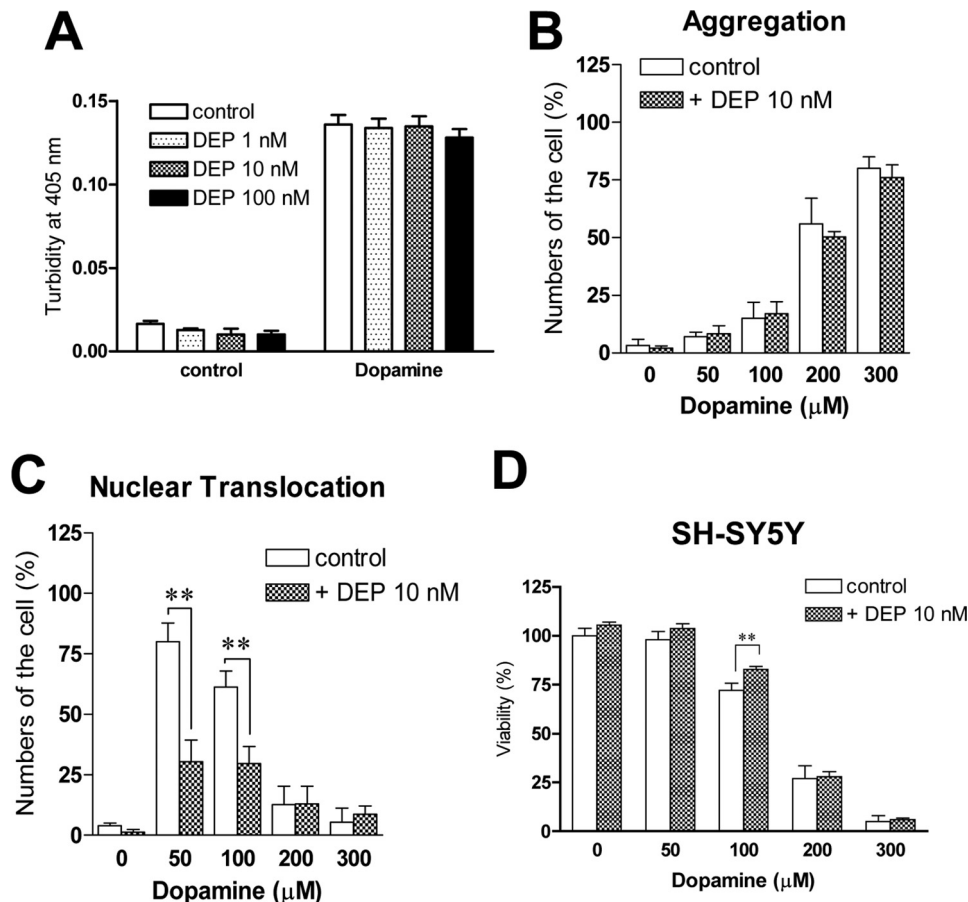 A
Turbidity at 405 nm
0.15
0.10
0.05
0.00
control
DEP 1 nM
DEP 10 nM
DEP 100 nM
control Dopamine
B
Aggregation
Numbers of the cell (%)
125
100
75
50
25
0
control
+ DEP 10 nM
0 50 100 200 300
Dopamine (μM)
C
Nuclear Translocation
Numbers of the cell (%)
125
100
75
50
25
0
control
+ DEP 10 nM
**
**
0 50 100 200 300
Dopamine (μM)
D
SH-SY5Y
Viability (%)
125
100
75
50
25
0
control
+ DEP 10 nM
**
0 50 100 200 300
Dopamine (μM)